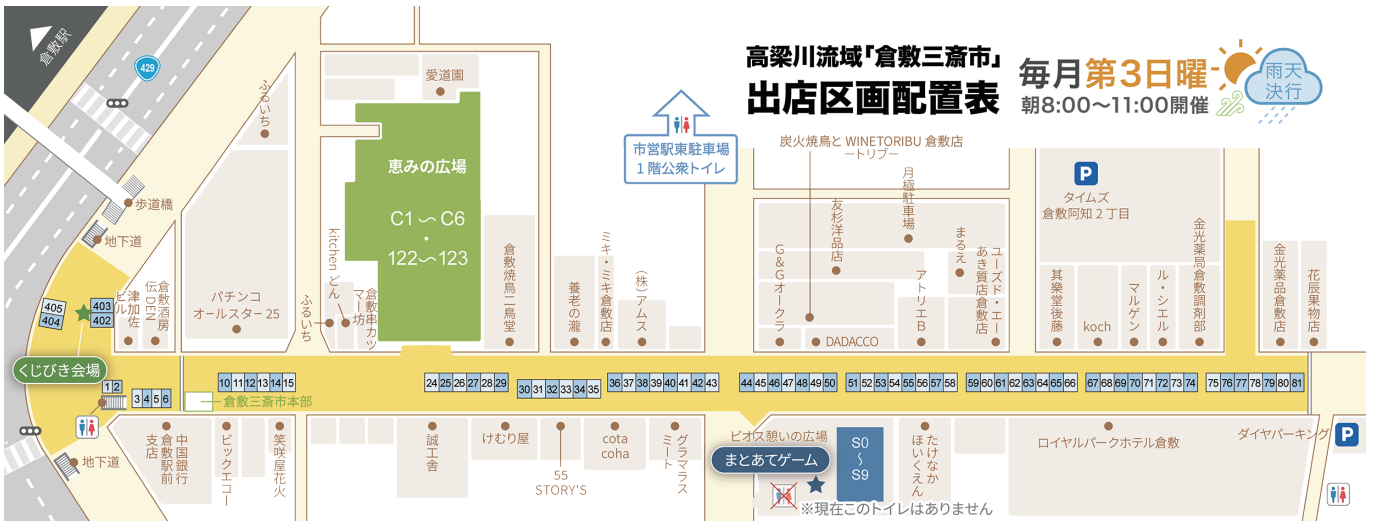 高梁川流域「倉敷三斎市」
出店区画配置表
毎月第3日曜
朝8:00～11:00開催
雨天
決行
倉敷駅
429
ふるいち
愛道園
恵みの広場
C1～C6
・
122～123
市営駅東駐車場
1階公衆トイレ
炭火焼鳥と WINETORIBU 倉敷店
ートリブー
月極駐車場
友杉洋品店
まるえ
G&Gオークラ
DADACCO
アトリエB
ユーズド・エー
あき質店倉敷店
P
タイムズ
倉敷阿知2丁目
其樂堂後藤
koch
マルゲン
ル・シエル
金光薬局倉敷調剤部
金光薬品倉敷店
花辰果物店
歩道橋
地下道
津加佐
ビル
倉敷酒房
伝DEN
パチンコ
オールスター25
ふるいち
kitchen どん
倉敷串カツ
マー坊
倉敷焼鳥二鳥堂
養老の瀧
ミキ・ミキ倉敷店
(株)アムス
405
404
403
402
くじびき会場
1 2
3 4 5 6
10 11 12 13 14 15
24 25 26 27 28 29
30 31 32 33 34 35
36 37 38 39 40 41 42 43
44 45 46 47 48 49 50
51 52 53 54 55 56 57 58
59 60 61 62 63 64 65 66
67 68 69 70 71 72 73 74
75 76 77 78 79 80 81
倉敷三斎市本部
地下道
中国銀行
倉敷駅前
支店
ビックエコー
笑咲屋花火
誠工舎
けむり屋
55
STORY'S
cota
coha
グラマラス
ミート
ビオス憩いの広場
まとあてゲーム
S0
～
S9
たけなか
ほいくえん
※現在このトイレはありません
ロイヤルパークホテル倉敷
ダイヤパーキング
P